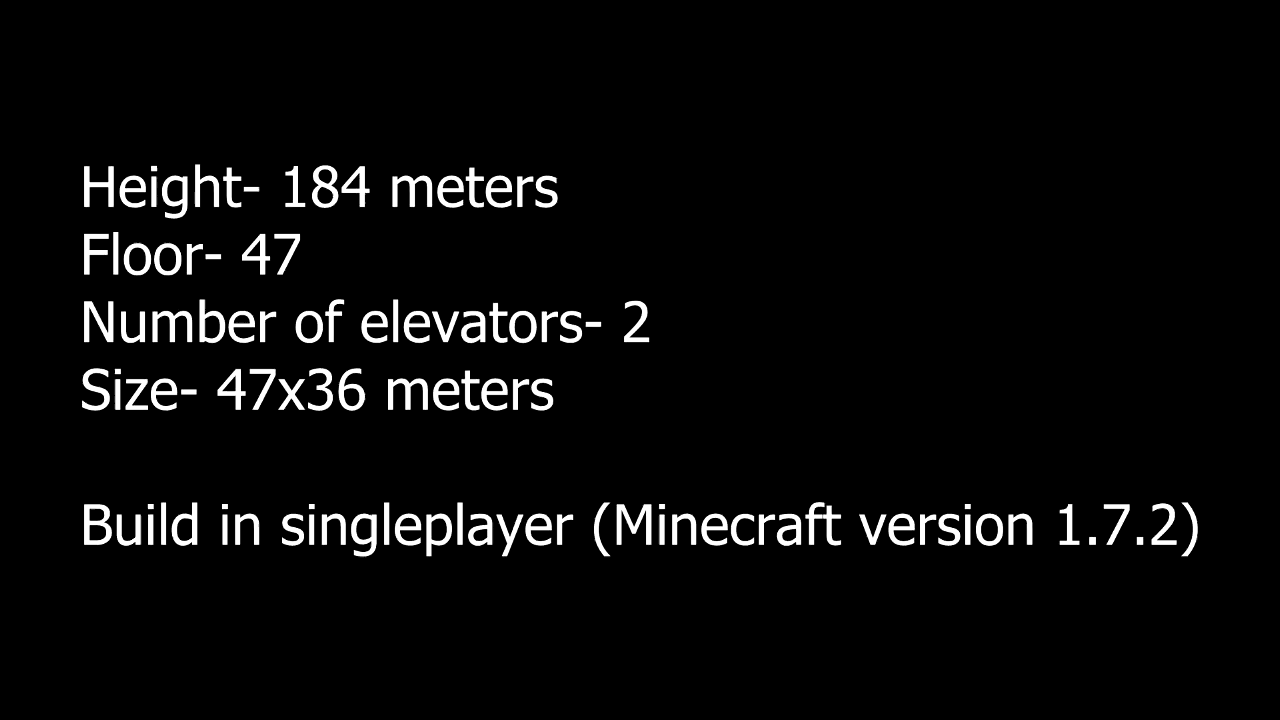 Height- 184 meters
Floor- 47
Number of elevators- 2
Size- 47x36 meters
Build in singleplayer (Minecraft version 1.7.2)